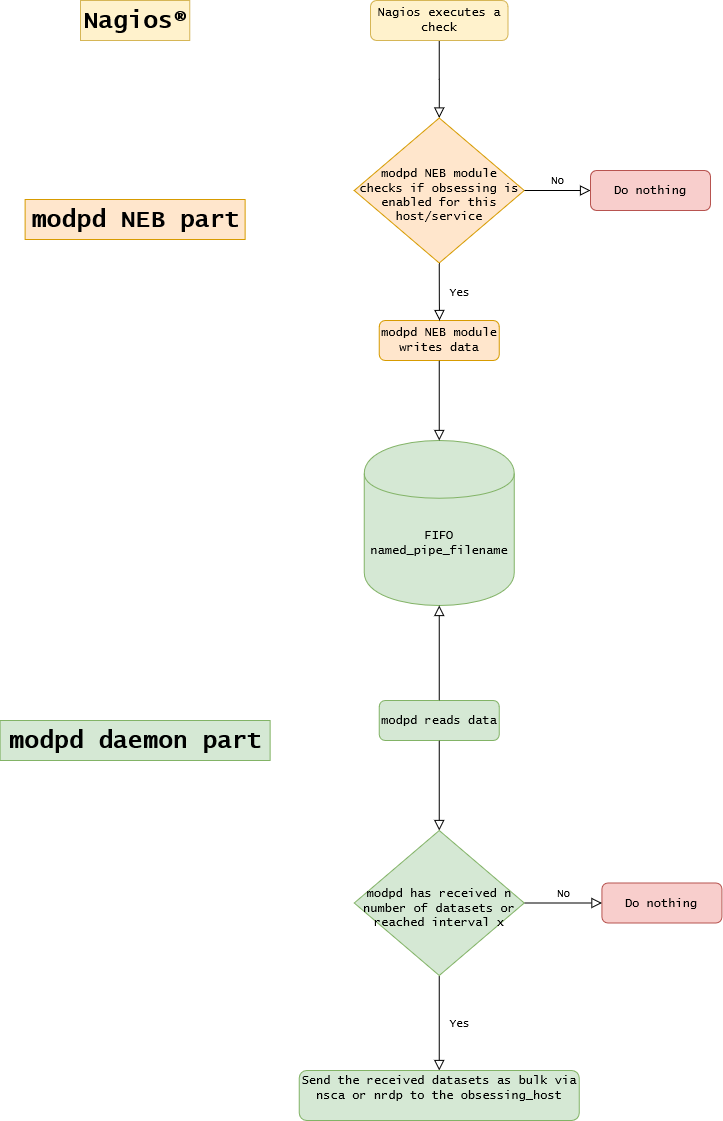 Nagios®
Nagios executes a
check
modpd NEB module
checks if obsessing is
enabled for this
host/service
No
Do nothing
modpd NEB part
Yes
modpd NEB module
writes data
FIFO
named_pipe_filename
modpd reads data
modpd daemon part
modpd has received n
number of datasets or
reached interval x
No
Do nothing
Yes
Send the received datasets as bulk via
nsca or nrdp to the obsessing_host